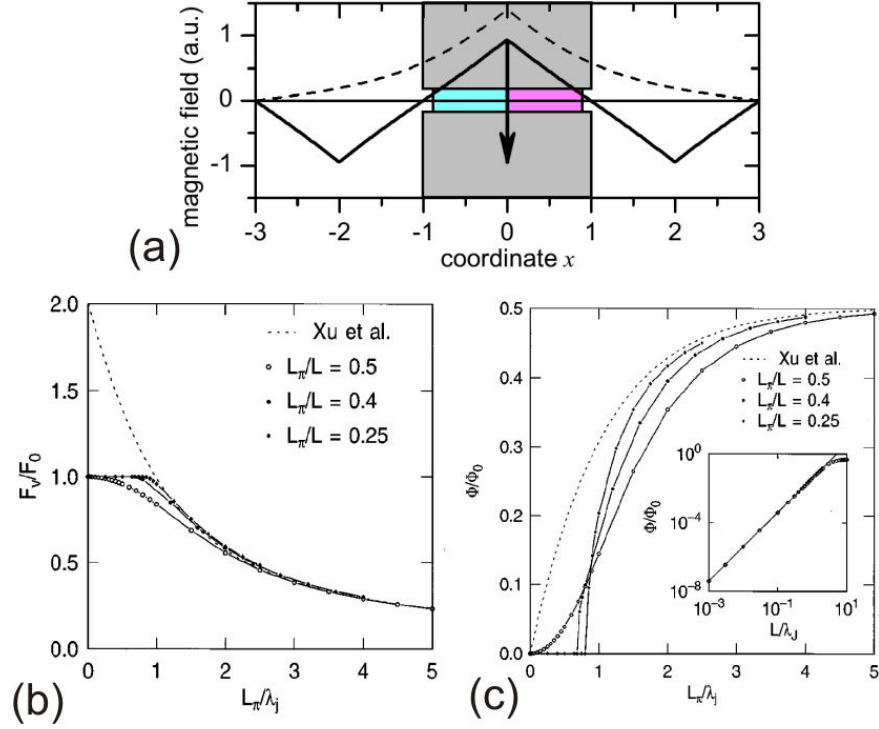 magnetic field (a.u.)
1
0
-1
-3
-2
-1
0
1
2
3
coordinate x
(a)
F_v/F_0
2.0
1.5
1.0
0.5
0.0
Xu et al.
L_π/L = 0.5
L_π/L = 0.4
L_π/L = 0.25
0
1
2
3
4
5
L_π/λ_j
(b)
Φ/Φ_0
0.5
0.4
0.3
0.2
0.1
0.0
Xu et al.
L_π/L = 0.5
L_π/L = 0.4
L_π/L = 0.25
Φ/Φ_0
10^0
10^-4
10^-8
10^-3
10^-1
10^1
L/λ_J
0
1
2
3
4
5
L_π/λ_j
(c)